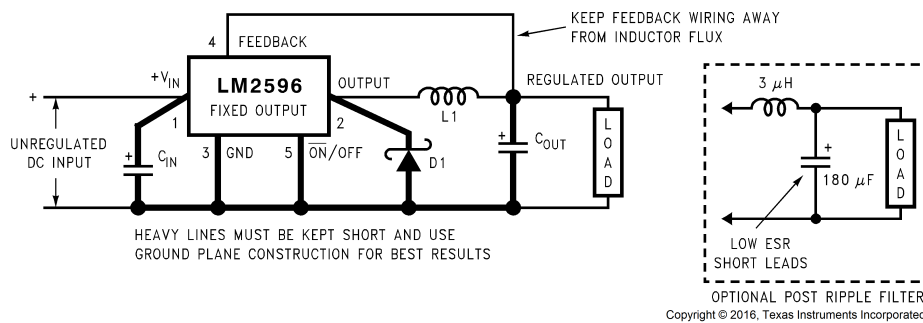 KEEP FEEDBACK WIRING AWAY
FROM INDUCTOR FLUX
4
FEEDBACK
+V_IN
LM2596
FIXED OUTPUT
OUTPUT
REGULATED OUTPUT
+
1
2
L1
UNREGULATED
DC INPUT
+
C_IN
3
GND
5
O̅N̅/OFF
D1
+
C_OUT
LOAD
HEAVY LINES MUST BE KEPT SHORT AND USE
GROUND PLANE CONSTRUCTION FOR BEST RESULTS
3 μH
+
180 μF
LOAD
LOW ESR
SHORT LEADS
OPTIONAL POST RIPPLE FILTER
Copyright © 2016, Texas Instruments Incorporated